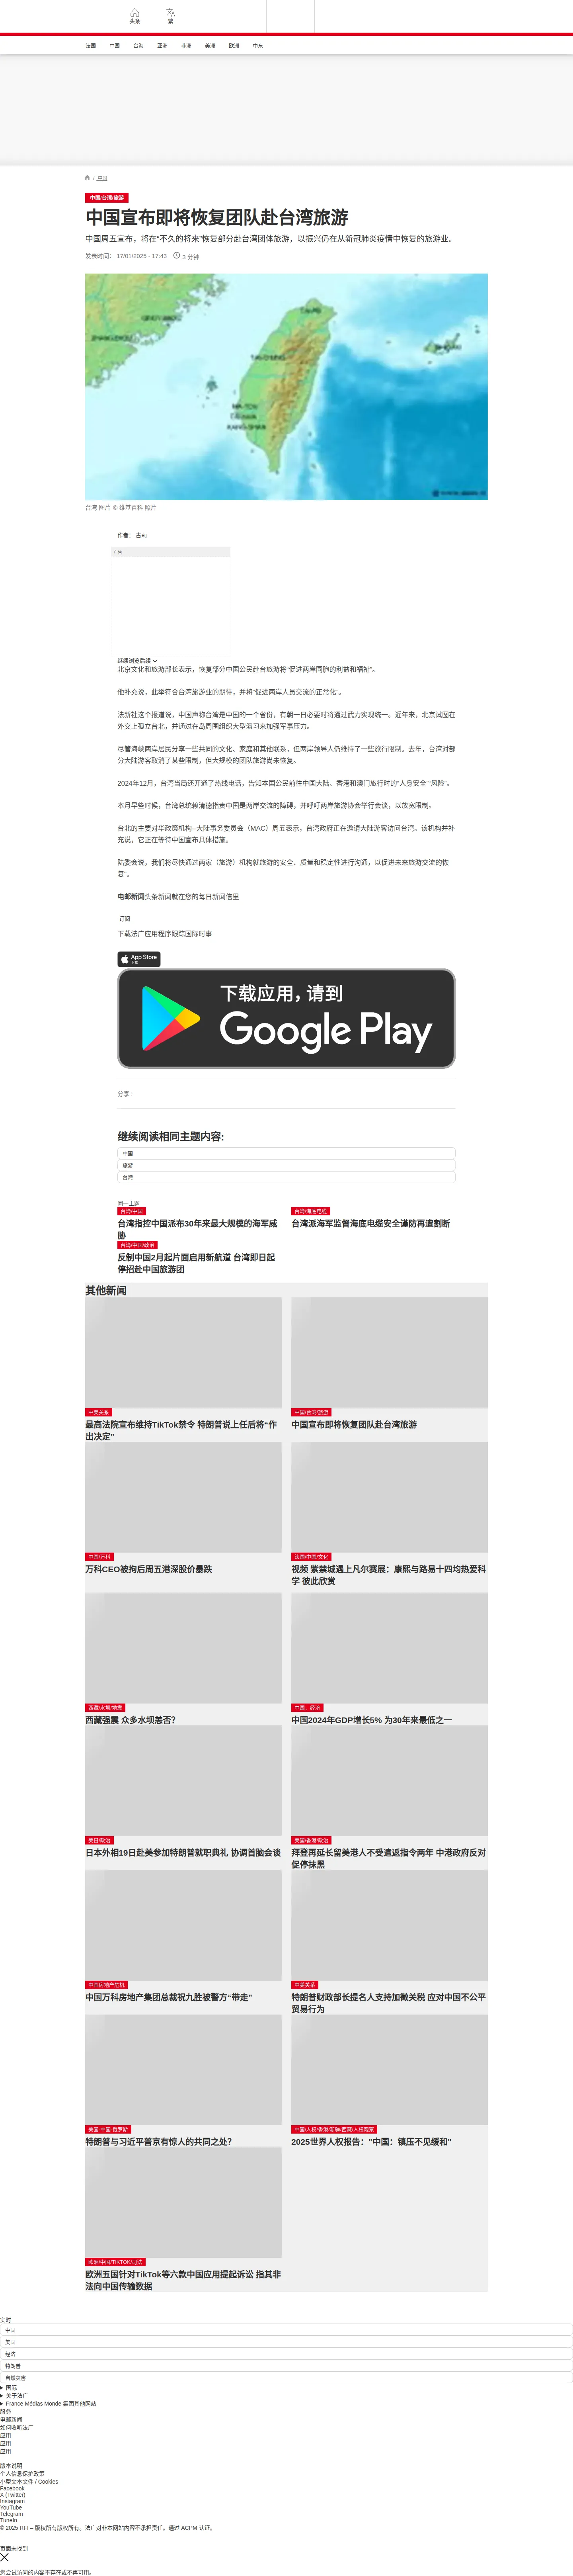 头条
繁
法国
中国
台海
亚洲
非洲
美洲
欧洲
中东
/ 中国
中国/台湾/旅游
中国宣布即将恢复团队赴台湾旅游
中国周五宣布，将在“不久的将来”恢复部分赴台湾团体旅游，以振兴仍在从新冠肺炎疫情中恢复的旅游业。
发表时间： 17/01/2025 - 17:43
3 分钟
台湾 图片 © 维基百科 照片
作者： 古莉
广告
继续浏览后续
北京文化和旅游部长表示，恢复部分中国公民赴台旅游将“促进两岸同胞的利益和福祉”。
他补充说，此举符合台湾旅游业的期待，并将“促进两岸人员交流的正常化”。
法新社这个报道说，中国声称台湾是中国的一个省份，有朝一日必要时将通过武力实现统一。近年来，北京试图在
外交上孤立台北，并通过在岛周围组织大型演习来加强军事压力。
尽管海峡两岸居民分享一些共同的文化、家庭和其他联系，但两岸领导人仍维持了一些旅行限制。去年，台湾对部
分大陆游客取消了某些限制，但大规模的团队旅游尚未恢复。
2024年12月，台湾当局还开通了热线电话，告知本国公民前往中国大陆、香港和澳门旅行时的“人身安全”“风险”。
本月早些时候，台湾总统赖清德指责中国是两岸交流的障碍，并呼吁两岸旅游协会举行会谈，以放宽限制。
台北的主要对华政策机构--大陆事务委员会（MAC）周五表示，台湾政府正在邀请大陆游客访问台湾。该机构并补
充说，它正在等待中国宣布具体措施。
陆委会说，我们将尽快通过两家（旅游）机构就旅游的安全、质量和稳定性进行沟通，以促进未来旅游交流的恢
复”。
电邮新闻头条新闻就在您的每日新闻信里
订阅
下载法广应用程序跟踪国际时事
App Store
下载
下载应用，请到
Google Play
分享 :
继续阅读相同主题内容:
中国
旅游
台湾
同一主题
台湾/中国
台湾指控中国派布30年来最大规模的海军威
胁
台湾/海底电缆
台湾派海军监督海底电缆安全谨防再遭割断
台湾/中国/政治
反制中国2月起片面启用新航道 台湾即日起
停招赴中国旅游团
其他新闻
中美关系
最高法院宣布维持TikTok禁令 特朗普说上任后将“作
出决定”
中国/台湾/旅游
中国宣布即将恢复团队赴台湾旅游
中国/万科
万科CEO被拘后周五港深股价暴跌
法国/中国/文化
视频 紫禁城遇上凡尔赛展：康熙与路易十四均热爱科
学 彼此欣赏
西藏/水坝/地震
西藏强震 众多水坝恙否？
中国，经济
中国2024年GDP增长5% 为30年来最低之一
美日/政治
日本外相19日赴美参加特朗普就职典礼 协调首脑会谈
美国/香港/政治
拜登再延长留美港人不受遣返指令两年 中港政府反对
促停抹黑
中国房地产危机
中国万科房地产集团总裁祝九胜被警方“带走”
中美关系
特朗普财政部长提名人支持加徵关税 应对中国不公平
贸易行为
美国·中国·俄罗斯
特朗普与习近平普京有惊人的共同之处？
中国/人权/香港/新疆/西藏/人权观察
2025世界人权报告："中国：镇压不见缓和"
欧洲/中国/TIKTOK/司法
欧洲五国针对TikTok等六款中国应用提起诉讼 指其非
法向中国传输数据
实时
中国
美国
经济
特朗普
自然灾害
国际
关于法广
France Médias Monde 集团其他网站
服务
电邮新闻
如何收听法广
应用
应用
应用
版本说明
个人信息保护政策
小型文本文件 / Cookies
Facebook
X (Twitter)
Instagram
YouTube
Telegram
TuneIn
© 2025 RFI – 版权所有版权所有。法广对非本网站内容不承担责任。通过 ACPM 认证。
页面未找到
您尝试访问的内容不存在或不再可用。